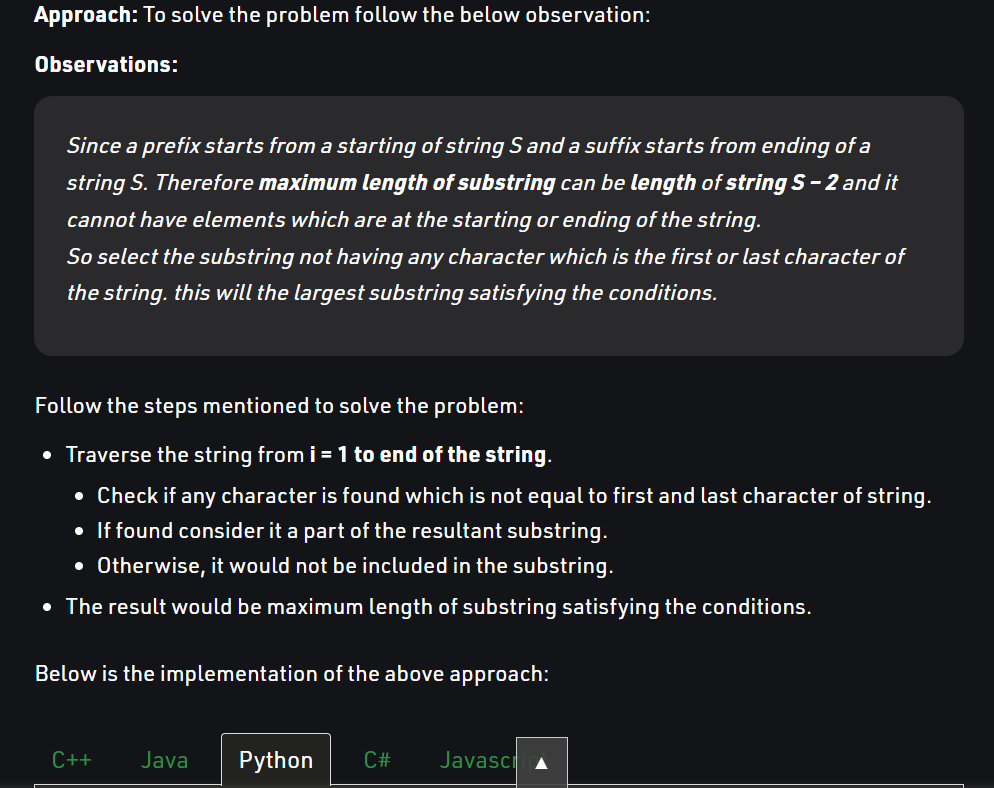 Approach: To solve the problem follow the below observation:
Observations:
Since a prefix starts from a starting of string S and a suffix starts from ending of a
string S. Therefore maximum length of substring can be length of string S – 2 and it
cannot have elements which are at the starting or ending of the string.
So select the substring not having any character which is the first or last character of
the string. this will the largest substring satisfying the conditions.
Follow the steps mentioned to solve the problem:
• Traverse the string from i = 1 to end of the string.
• Check if any character is found which is not equal to first and last character of string.
• If found consider it a part of the resultant substring.
• Otherwise, it would not be included in the substring.
• The result would be maximum length of substring satisfying the conditions.
Below is the implementation of the above approach:
C++ Java Python C# Javascri ▲